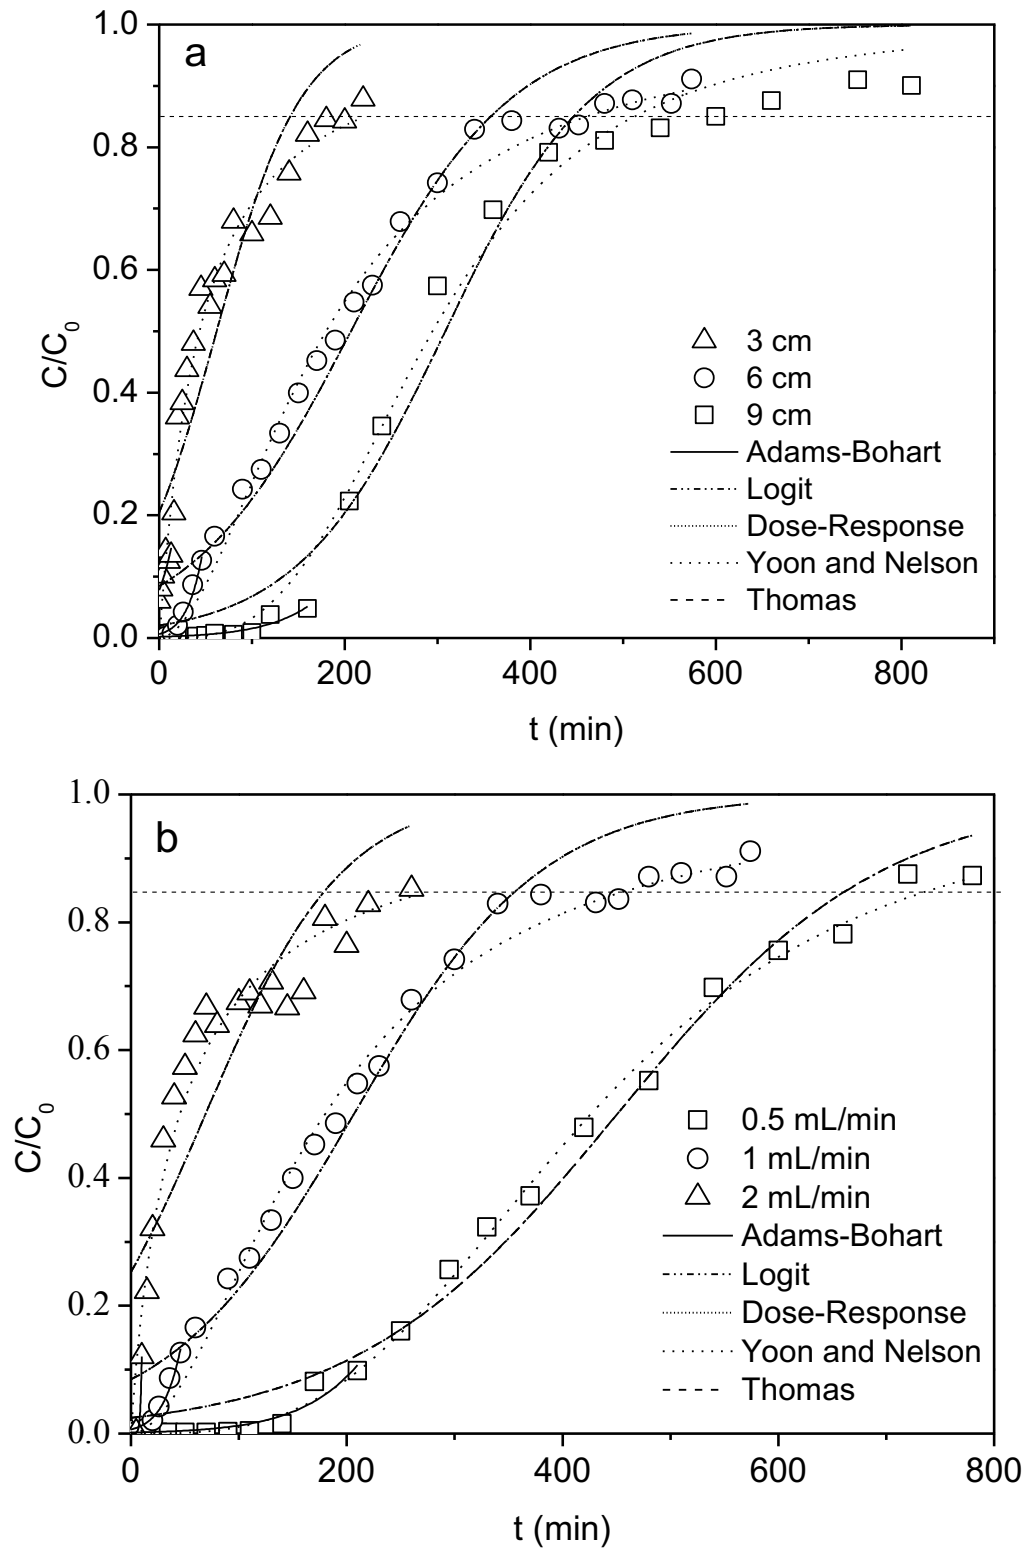 a
1.0
0.8
0.6
0.4
0.2
0.0
C/C0
3 cm
6 cm
9 cm
Adams-Bohart
Logit
Dose-Response
Yoon and Nelson
Thomas
0 200 400 600 800
t (min)
b
1.0
0.8
0.6
0.4
0.2
0.0
C/C0
0.5 mL/min
1 mL/min
2 mL/min
Adams-Bohart
Logit
Dose-Response
Yoon and Nelson
Thomas
0 200 400 600 800
t (min)